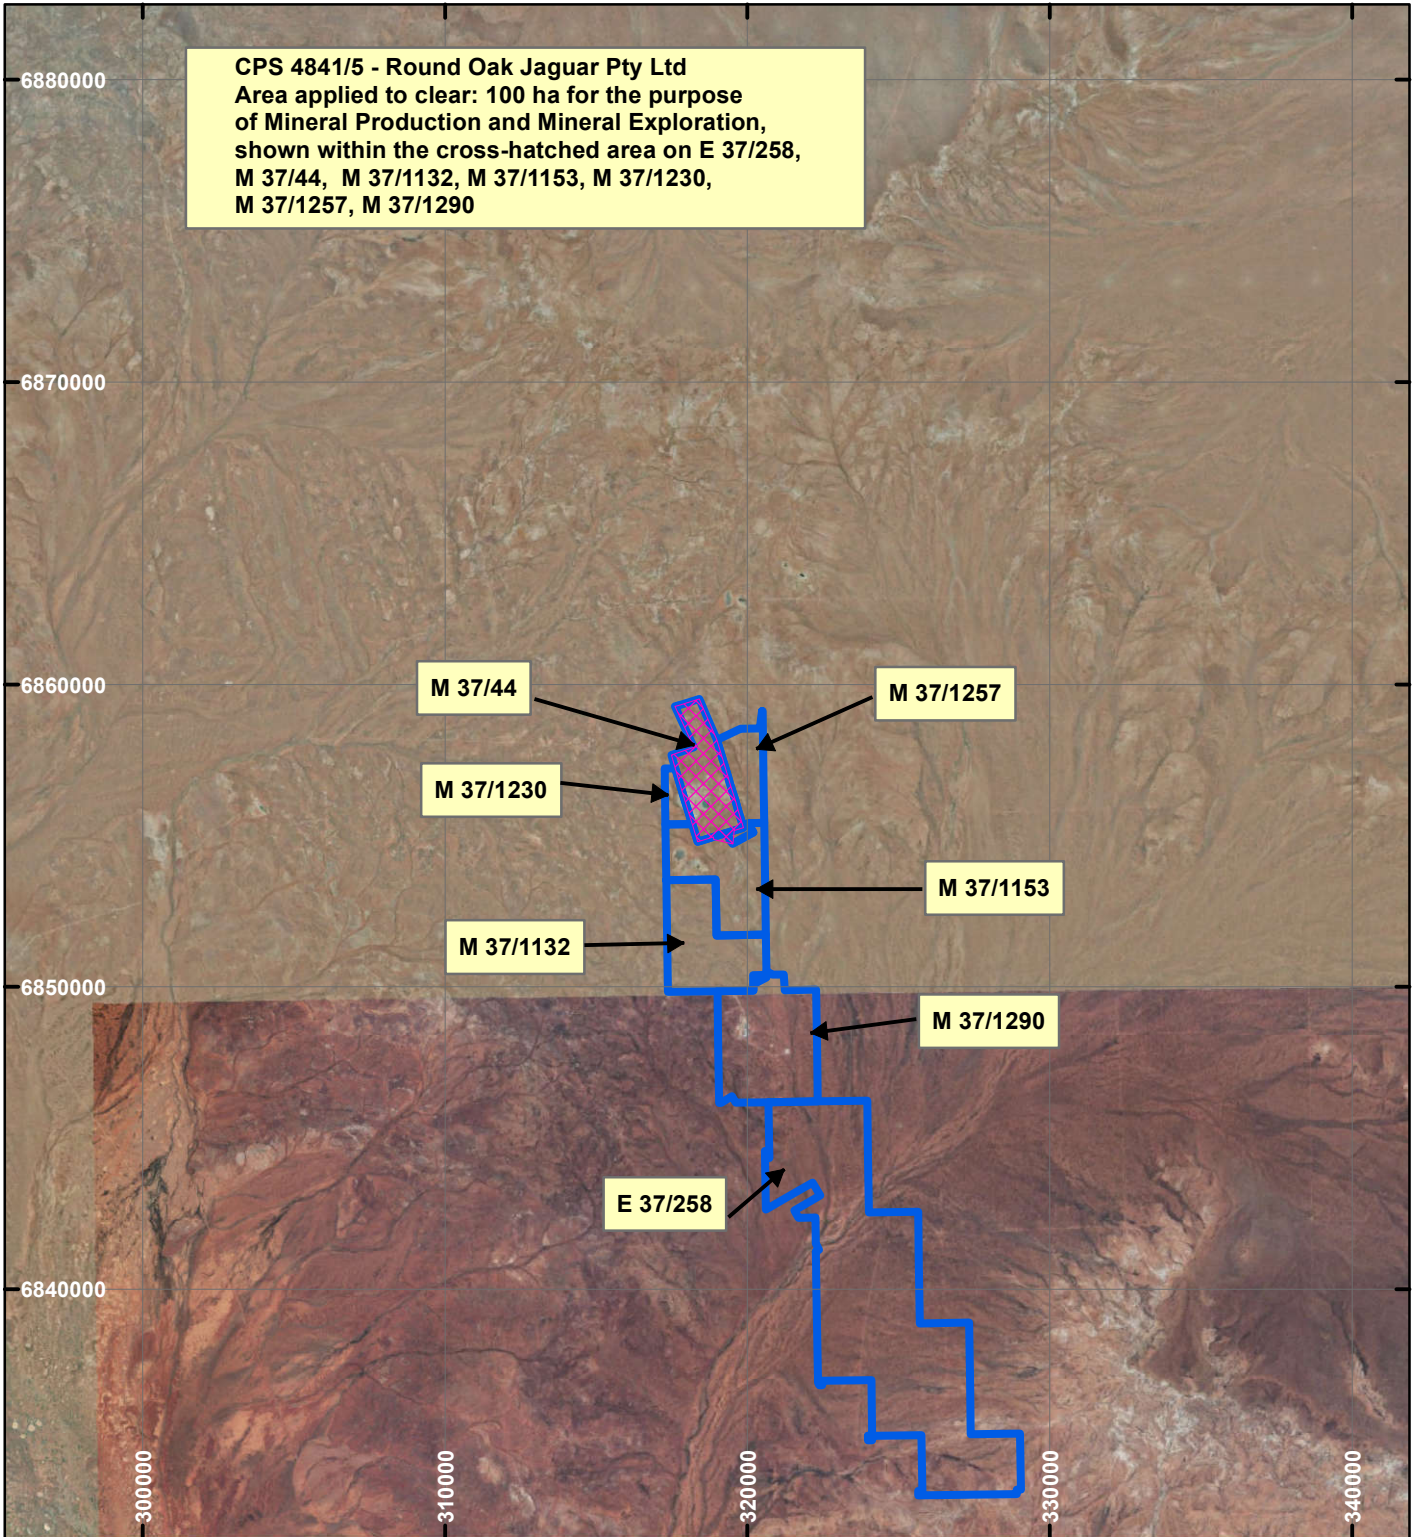 CPS 4841/5 - Round Oak Jaguar Pty Ltd
Area applied to clear: 100 ha for the purpose
of Mineral Production and Mineral Exploration,
shown within the cross-hatched area on E 37/258,
M 37/44,  M 37/1132, M 37/1153, M 37/1230,
M 37/1257, M 37/1290
6880000
6870000
6860000
M 37/44
M 37/1257
M 37/1230
M 37/1153
M 37/1132
6850000
M 37/1290
E 37/258
6840000
300000
310000
320000
330000
340000